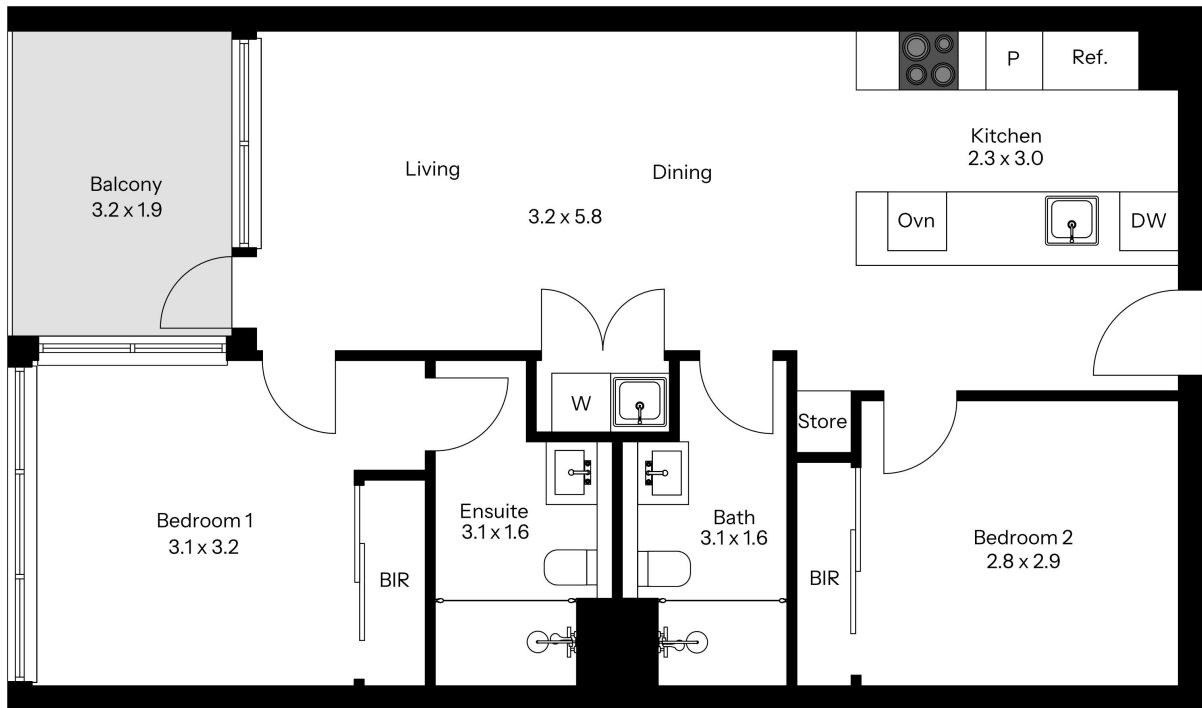 P
Ref.
Kitchen
2.3 x 3.0
Living
Dining
Balcony
3.2 x 1.9
3.2 x 5.8
Ovn
DW
W
Store
Ensuite
3.1 x 1.6
Bath
3.1 x 1.6
Bedroom 1
3.1 x 3.2
Bedroom 2
2.8 x 2.9
BIR
BIR